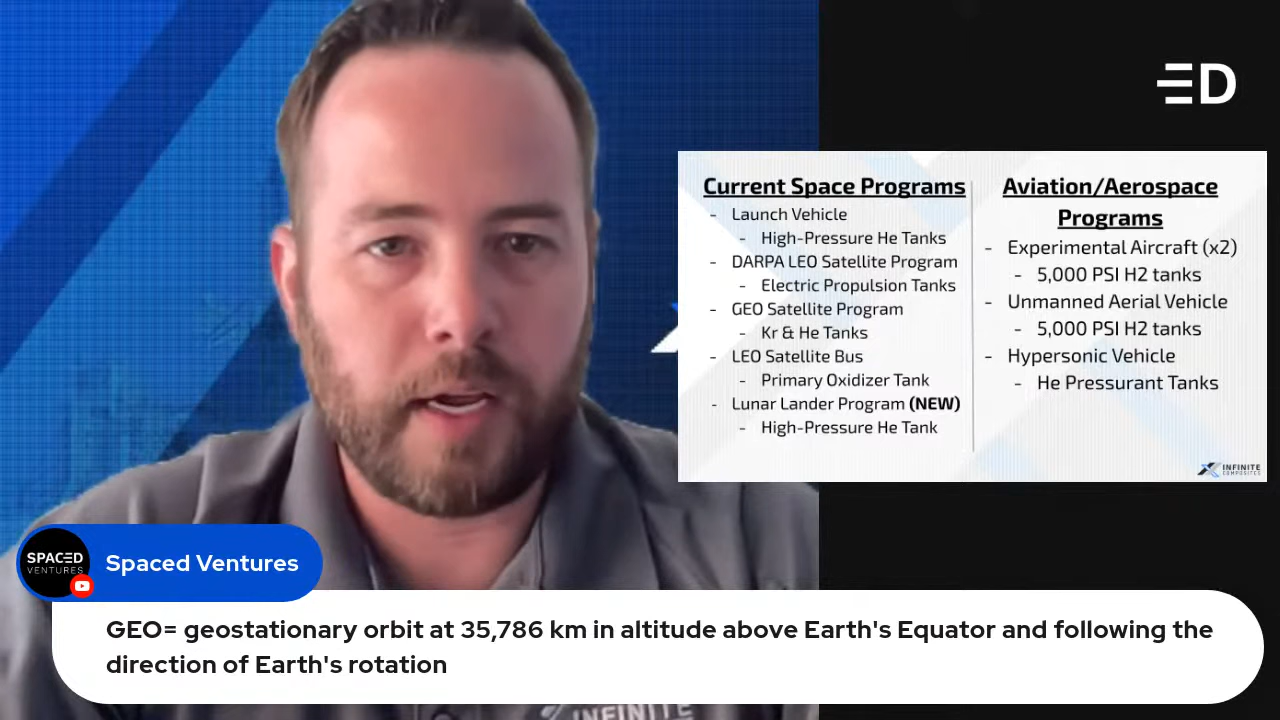 ED
Current Space Programs
- Launch Vehicle
- High-Pressure He Tanks
- DARPA LEO Satellite Program
- Electric Propulsion Tanks
- GEO Satellite Program
- Kr & He Tanks
- LEO Satellite Bus
- Primary Oxidizer Tank
- Lunar Lander Program (NEW)
- High-Pressure He Tank
Aviation/Aerospace
Programs
- Experimental Aircraft (x2)
- 5,000 PSI H2 tanks
- Unmanned Aerial Vehicle
- 5,000 PSI H2 tanks
- Hypersonic Vehicle
- He Pressurant Tanks
INFINITE
COMPOSITES
SPACED
VENTURES
Spaced Ventures
GEO= geostationary orbit at 35,786 km in altitude above Earth's Equator and following the
direction of Earth's rotation
INFINITE